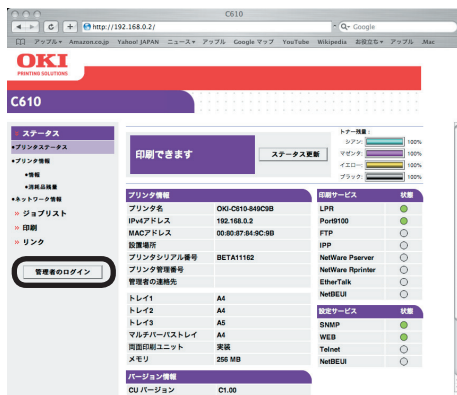 C610
http://192.168.0.2/
Q- Google
アップル Amazon.co.jp Yahoo! JAPAN ニュース アップル Google マップ YouTube Wikipedia お役立ち アップル .Mac
OKI
PRINTING SOLUTIONS
C610
ステータス
プリンタステータス
プリンタ情報
情報
消耗品残量
ネットワーク情報
ジョブリスト
印刷
リンク
管理者のログイン
印刷できます
ステータス更新
トナー残量:
シアン: 100%
マゼンタ: 100%
イエロー: 100%
ブラック: 100%
プリンタ情報
プリンタ名 OKI-C610-849C9B
IPv4アドレス 192.168.0.2
MACアドレス 00:80:87:84:9C:9B
設置場所
プリンタシリアル番号 BETA11162
プリンタ管理番号
管理者の連絡先
トレイ1 A4
トレイ2 A4
トレイ3 A5
マルチパーパストレイ A4
両面印刷ユニット 実装
メモリ 256 MB
バージョン情報
CU バージョン C1.00
印刷サービス 状態
LPR
Port9100
FTP
IPP
NetWare Pserver
NetWare Rprinter
EtherTalk
NetBEUI
設定サービス 状態
SNMP
WEB
Telnet
NetBEUI